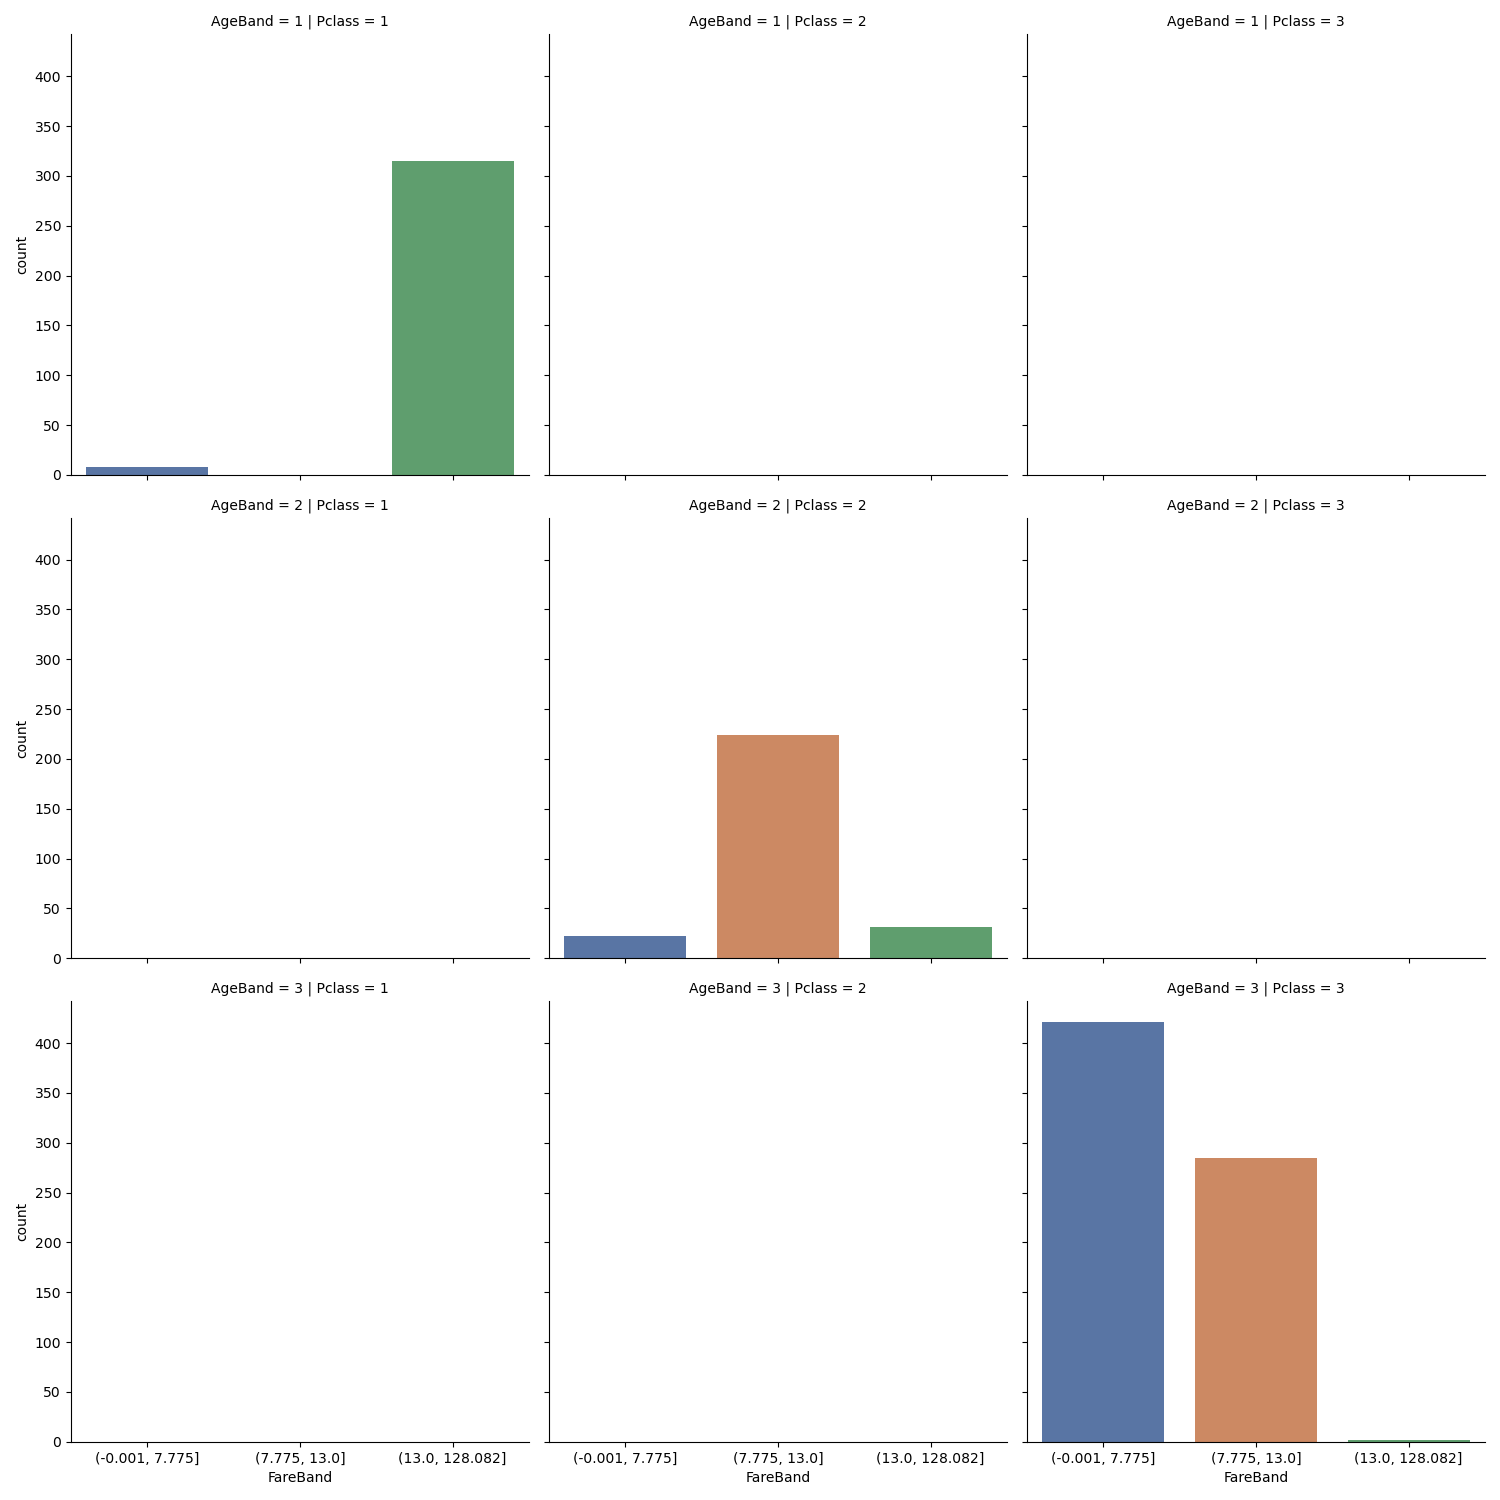 AgeBand = 1 | Pclass = 1
AgeBand = 1 | Pclass = 2
AgeBand = 1 | Pclass = 3
400
350
300
250
200
150
100
50
0
count
AgeBand = 2 | Pclass = 1
AgeBand = 2 | Pclass = 2
AgeBand = 2 | Pclass = 3
400
350
300
250
200
150
100
50
0
count
AgeBand = 3 | Pclass = 1
AgeBand = 3 | Pclass = 2
AgeBand = 3 | Pclass = 3
400
350
300
250
200
150
100
50
0
count
(-0.001, 7.775] (7.775, 13.0] (13.0, 128.082]
FareBand
(-0.001, 7.775] (7.775, 13.0] (13.0, 128.082]
FareBand
(-0.001, 7.775] (7.775, 13.0] (13.0, 128.082]
FareBand